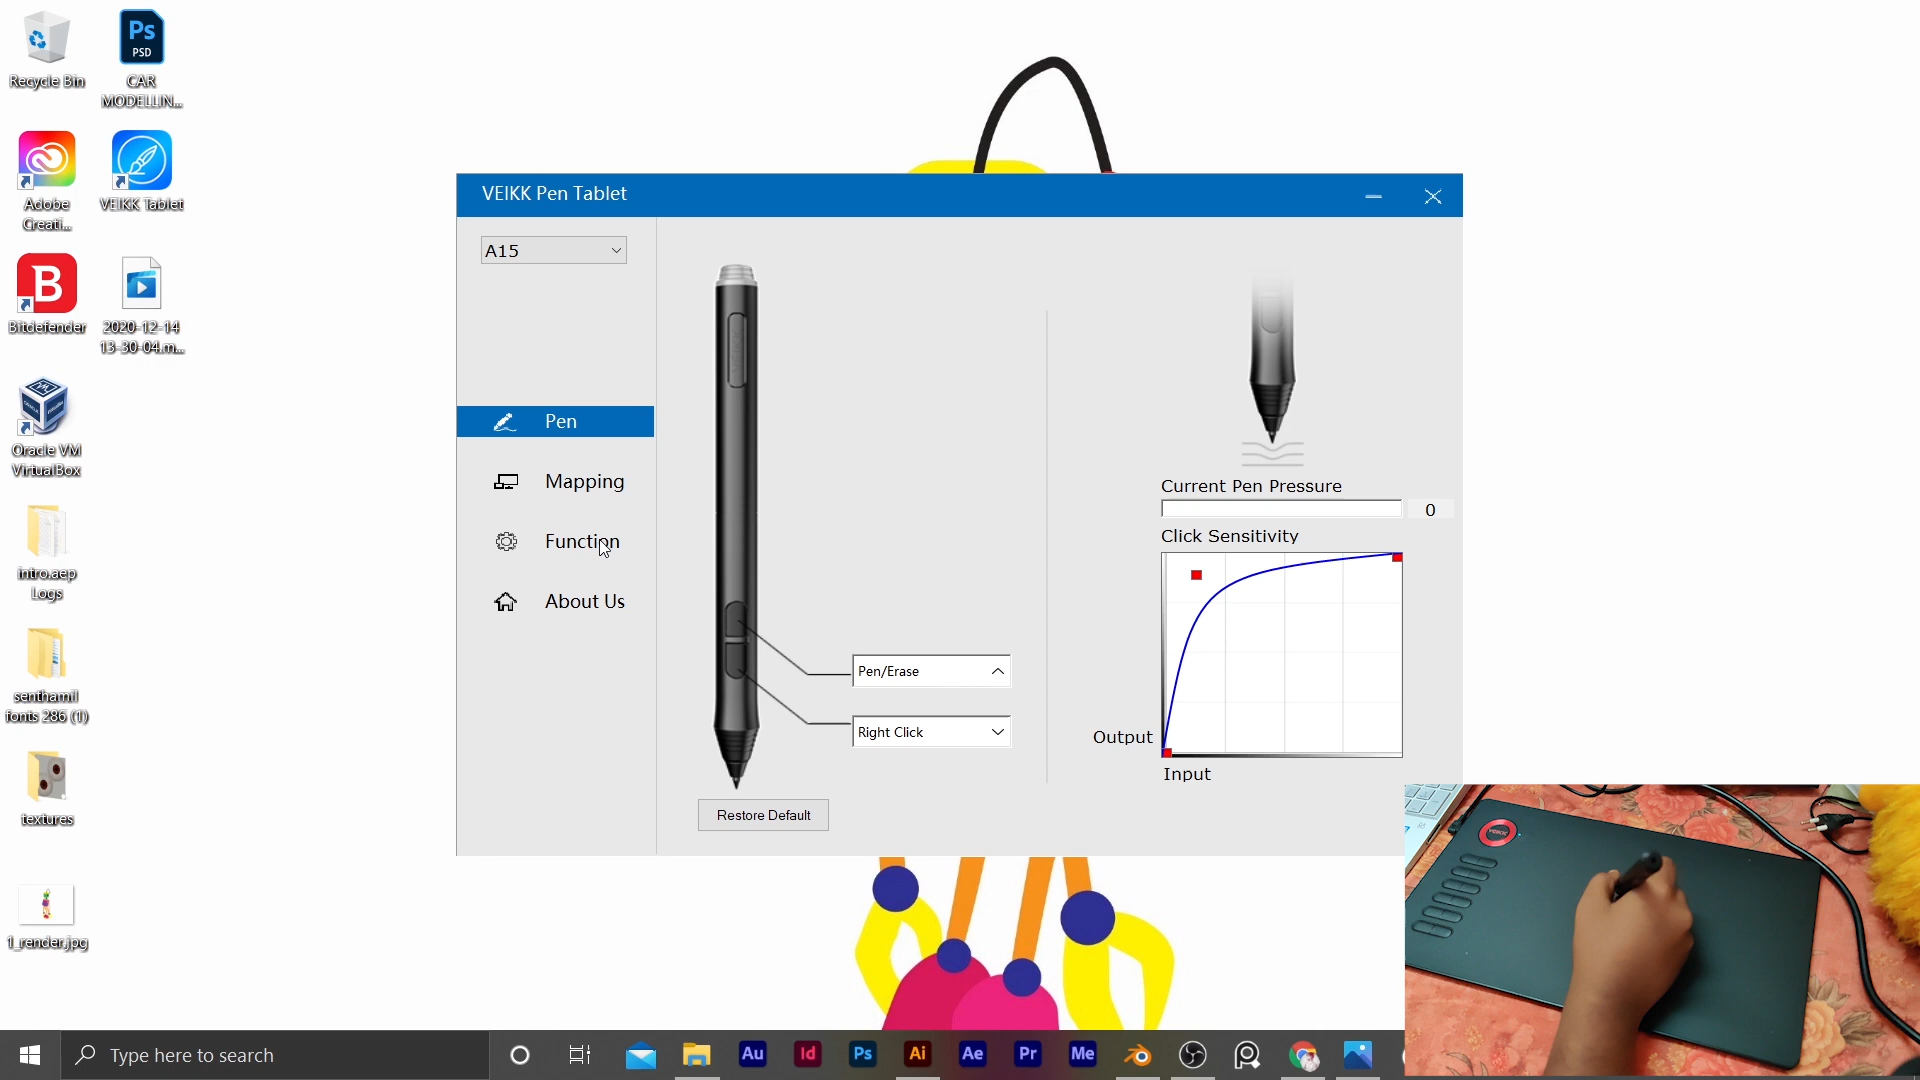 Recycle Bin
Ps
PSD
CAR
MODELLIN...
Adobe
Creati...
VEIKK Tablet
B
Bitdefender
2020-12-14
13-30-04.m...
Oracle VM
VirtualBox
intro.aep
Logs
senthamil
fonts 286 (1)
textures
1_render.jpg
VEIKK Pen Tablet
A15
Pen
Mapping
Function
About Us
Pen/Erase
Right Click
Restore Default
Current Pen Pressure
0
Click Sensitivity
Output
Input
VEIKK
Type here to search
Au
Id
Ps
Ai
Ae
Pr
Me